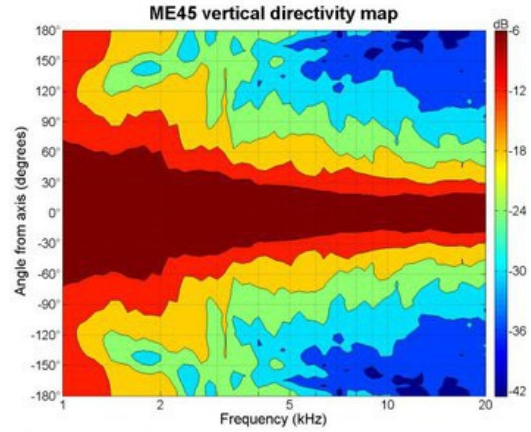 ME45 vertical directivity map
dB
180° -6
150°
120° -12
90°
60° -18
30°
0° -24
-30°
-60° -30
-90°
-120° -36
-150°
-180° -42
1 2 5 10 20
Angle from axis (degrees)
Frequency (kHz)